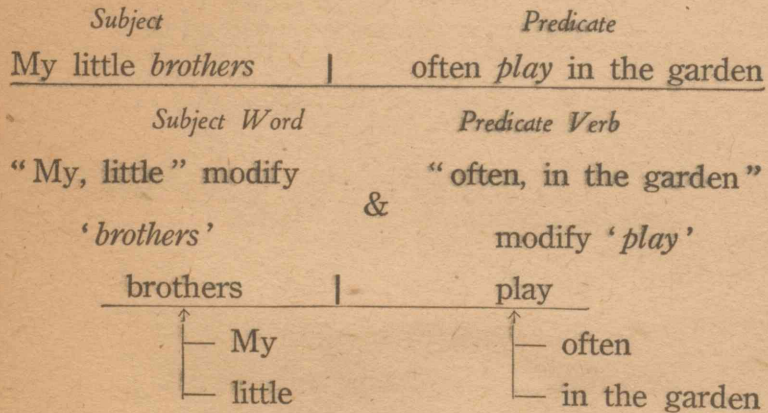 Subject Predicate
My little brothers | often play in the garden
Subject Word Predicate Verb
“My, little” modify “often, in the garden”
&
‘brothers’ modify ‘play’
brothers | play
My often
little in the garden